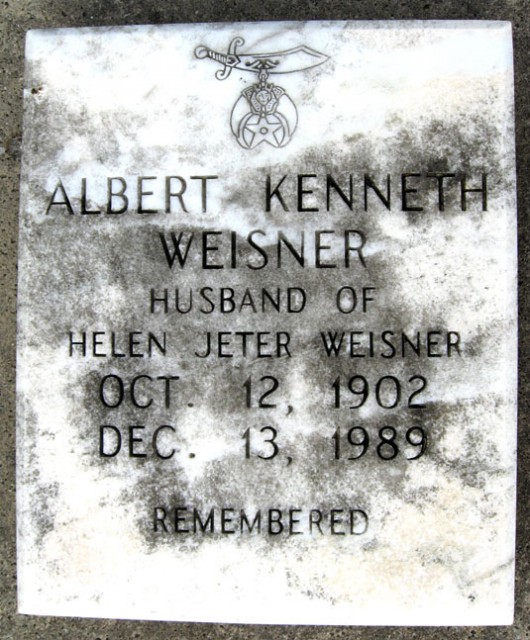 ALBERT KENNETH
WEISNER
HUSBAND OF
HELEN JETER WEISNER
OCT. 12, 1902
DEC. 13, 1989
REMEMBERED